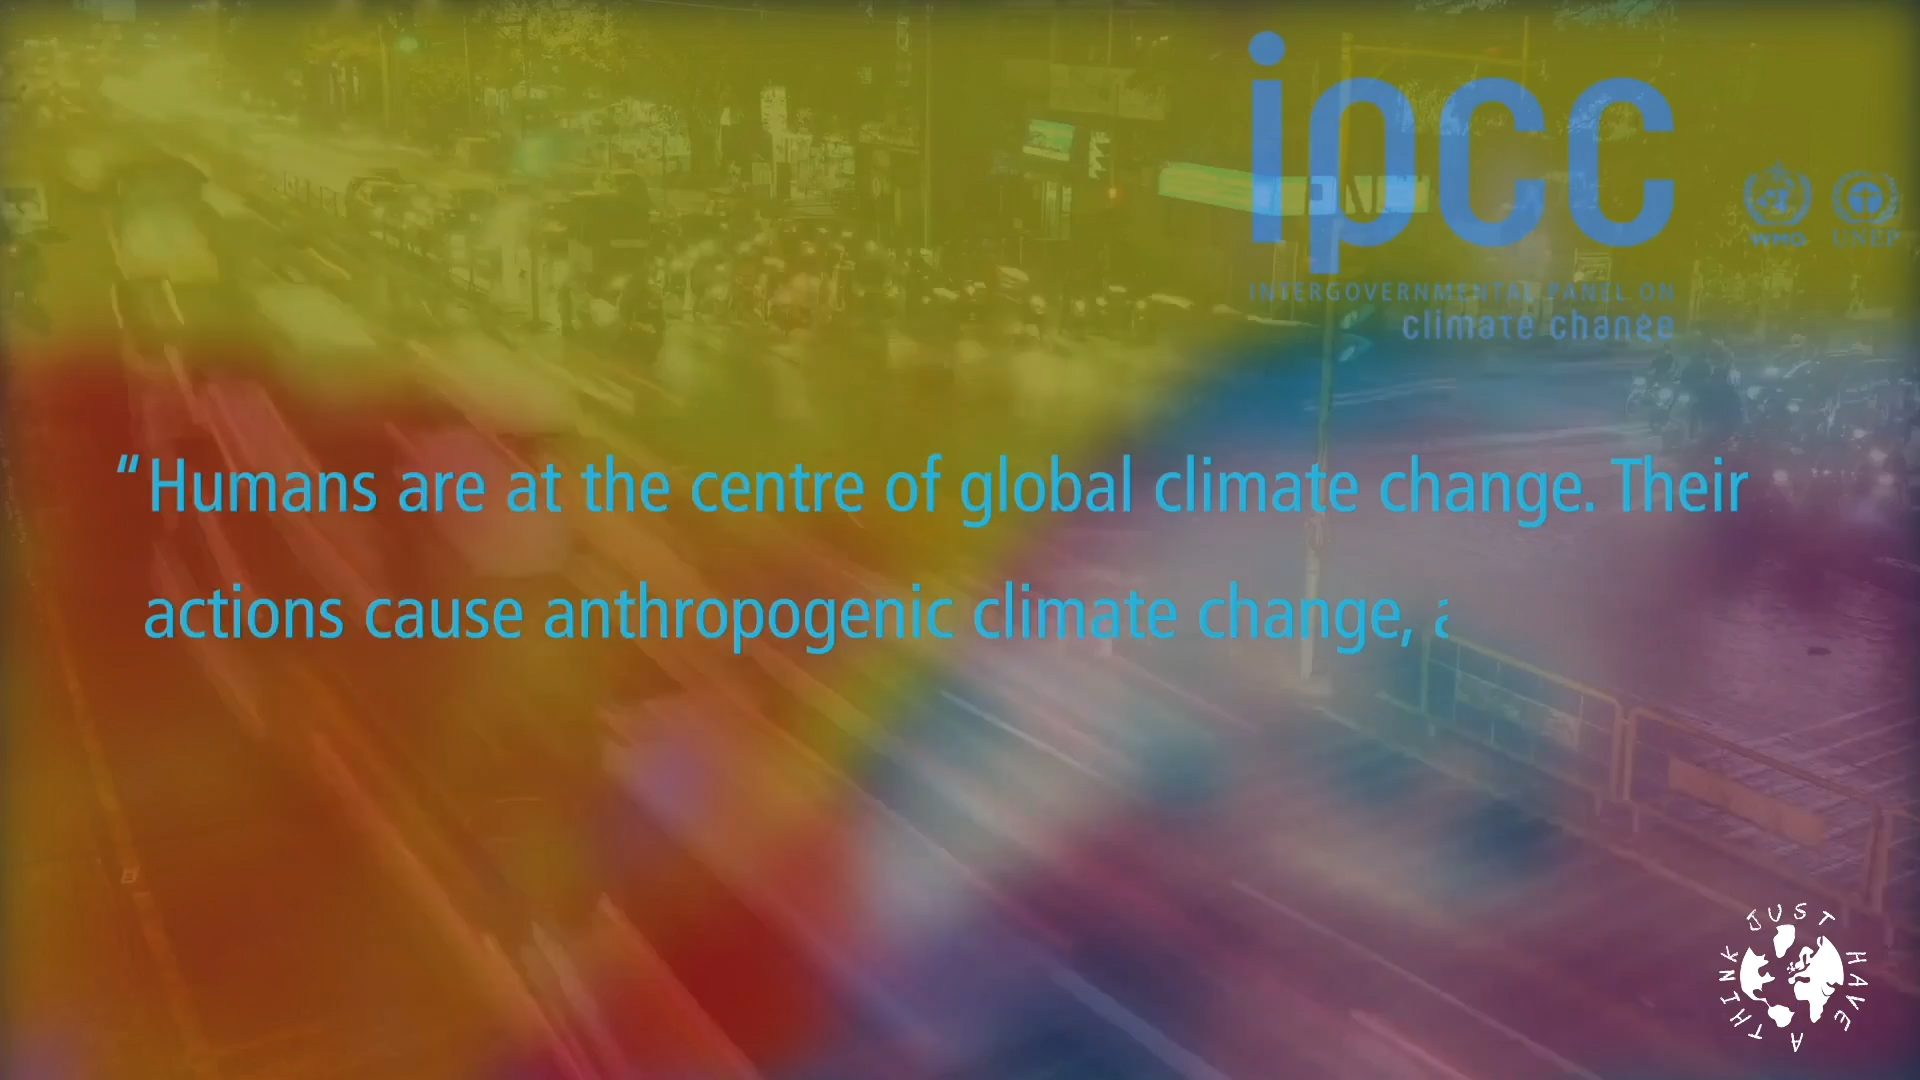 ipcc
WMO UNEP
INTERGOVERNMENTAL PANEL ON
climate change
“Humans are at the centre of global climate change. Their
actions cause anthropogenic climate change, a
JUST HAVE A THINK